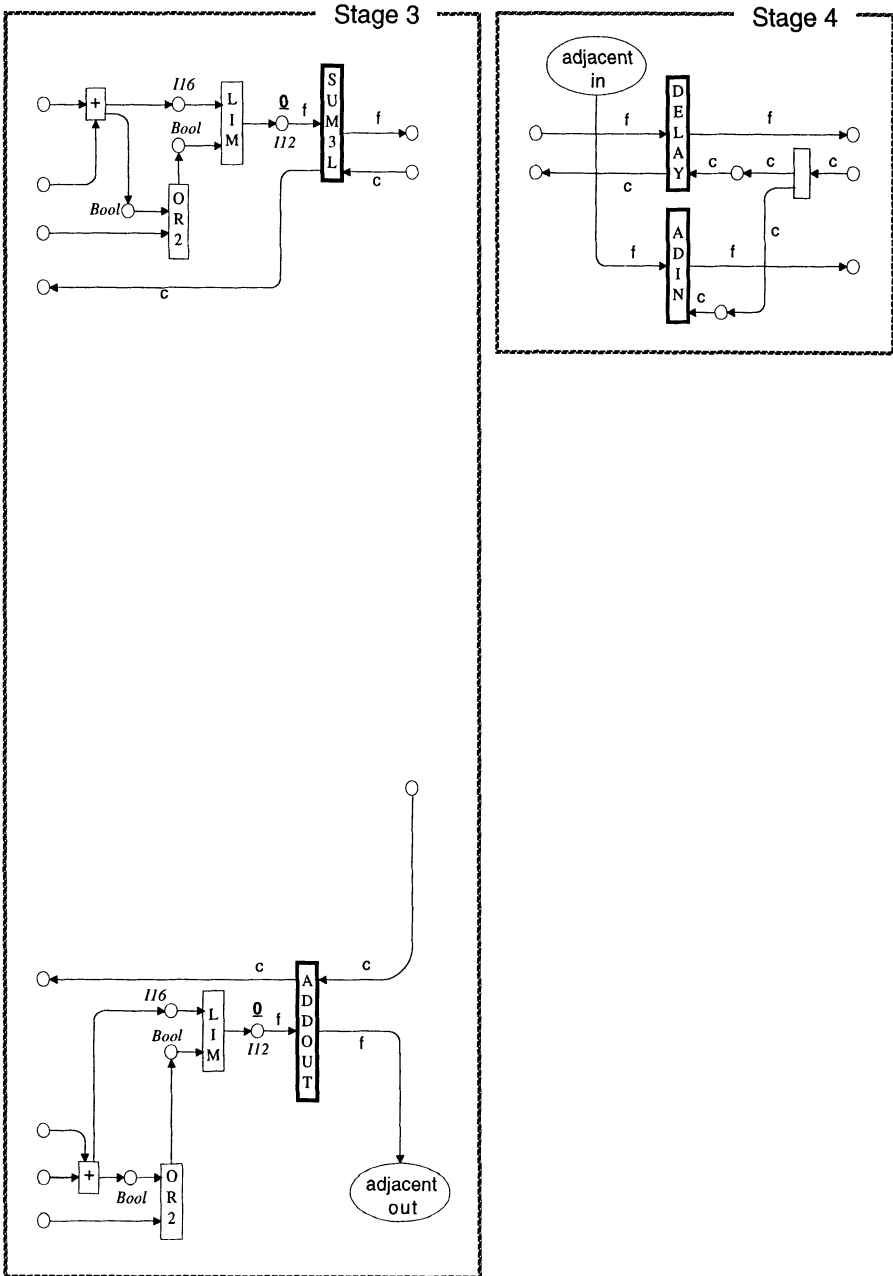 Stage 3
Stage 4
adjacent
in
I16
LIM
0
f
SUM3L
f
+
Bool
I12
c
Bool
OR2
c
f
DELAY
f
c
c
c
c
c
ADIN
f
f
c
c
c
ADDOUT
I16
LIM
0
f
Bool
I12
f
+
Bool
OR2
adjacent
out